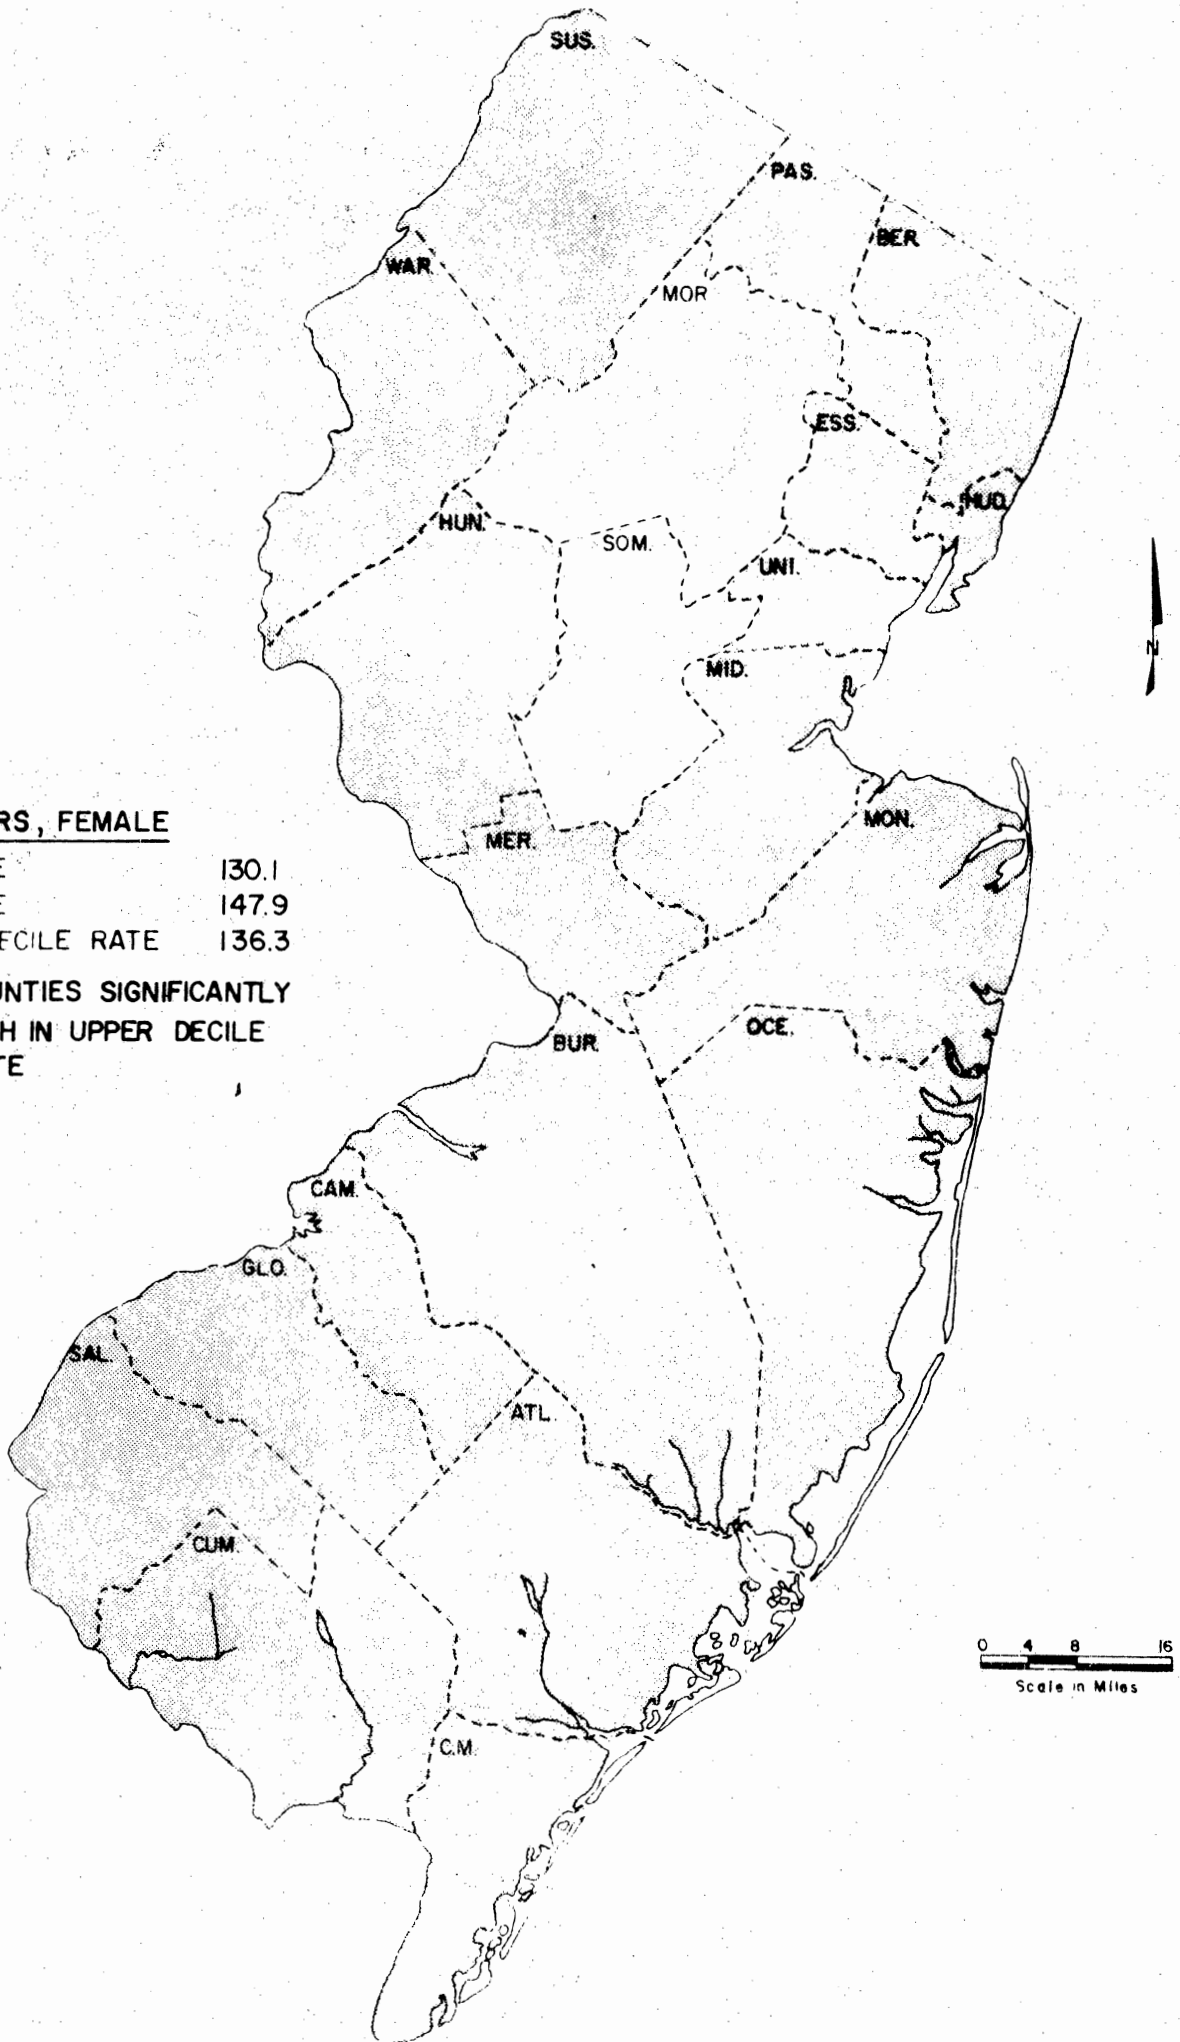 SUS.
PAS.
BER.
WAR.
MOR
ESS.
HUD.
HUN.
SOM.
UNI.
N
MID.
RS, FEMALE
MON.
MER.
E 130.1
E 147.9
ECILE RATE 136.3
UNTIES SIGNIFICANTLY
H IN UPPER DECILE
TE
OCE.
BUR.
CAM.
GLO.
SAL.
ATL.
CUM.
0 4 8 16
Scale in Miles
C.M.